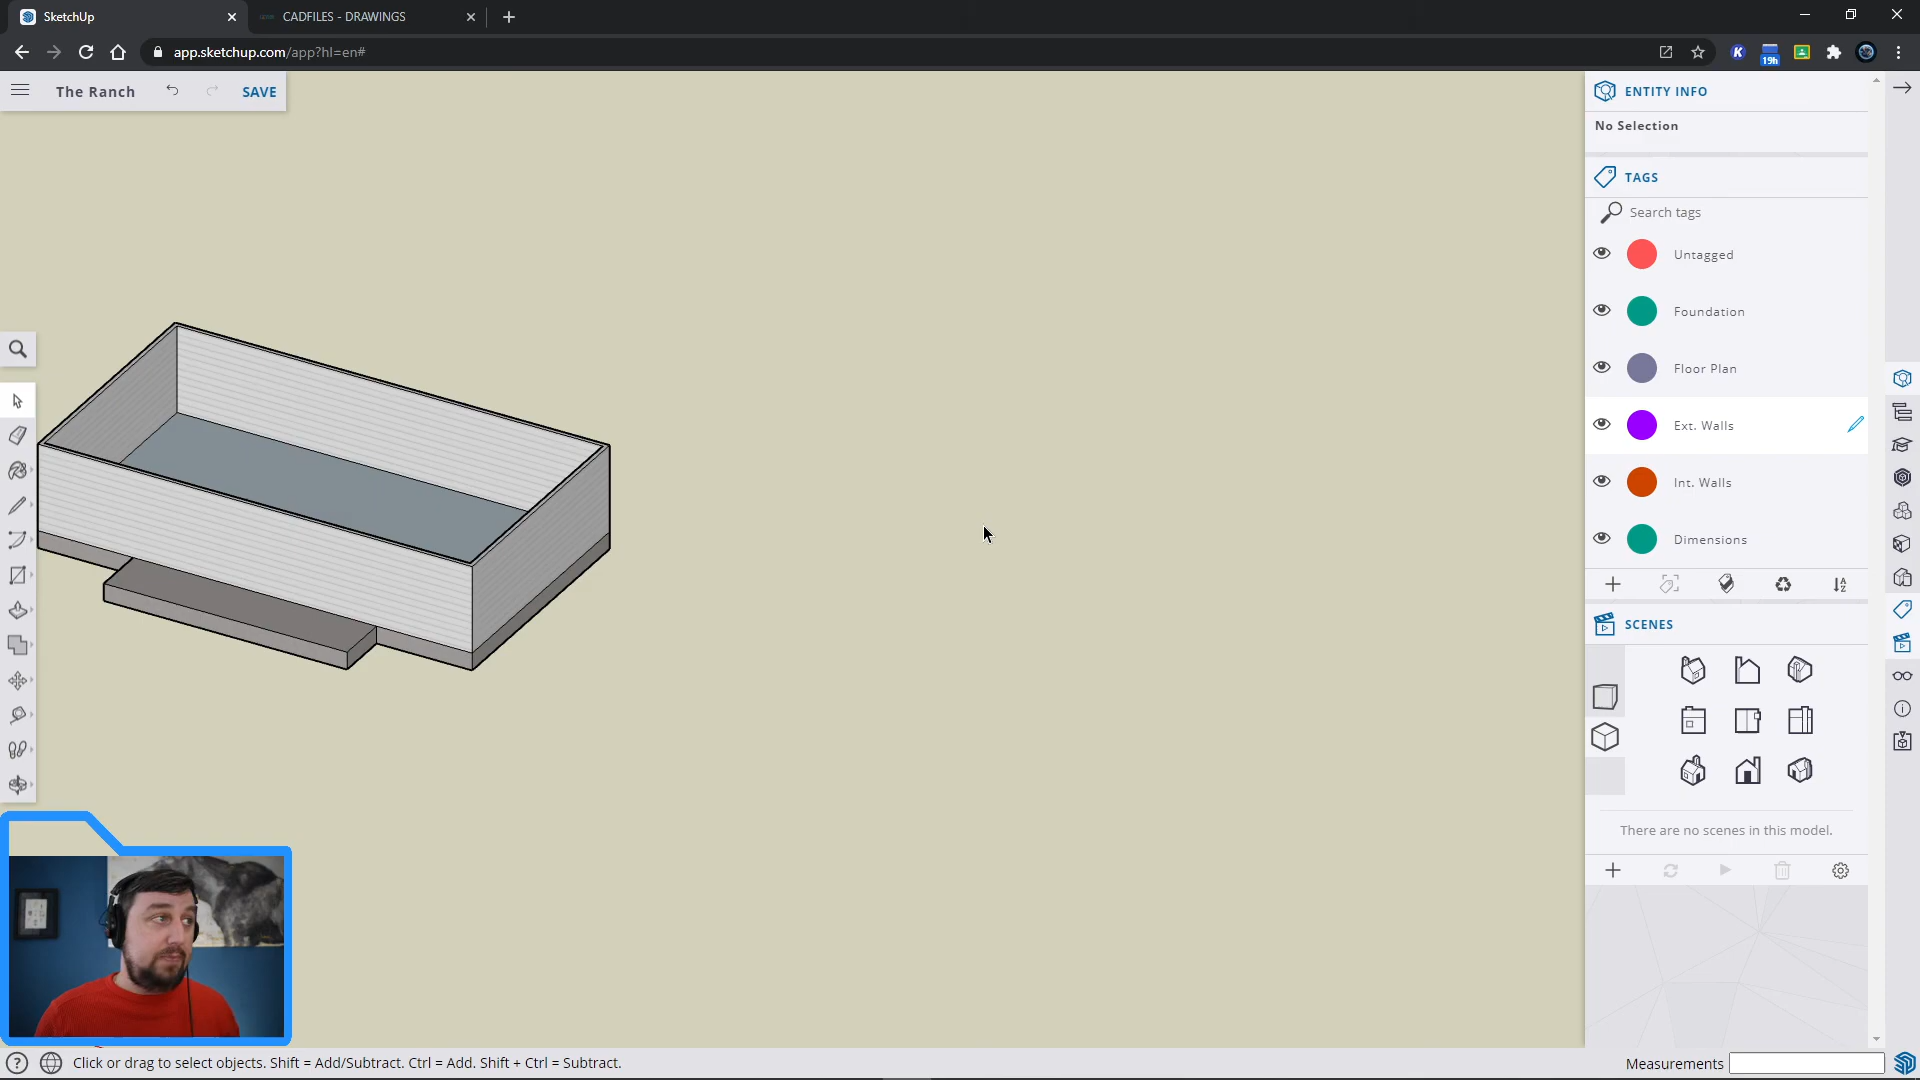 SketchUp
CADFILES - DRAWINGS
app.sketchup.com/app?hl=en#
K
19h
The Ranch
SAVE
ENTITY INFO
No Selection
TAGS
Search tags
Untagged
Foundation
Floor Plan
Ext. Walls
Int. Walls
Dimensions
SCENES
There are no scenes in this model.
Click or drag to select objects. Shift = Add/Subtract. Ctrl = Add. Shift + Ctrl = Subtract.
Measurements